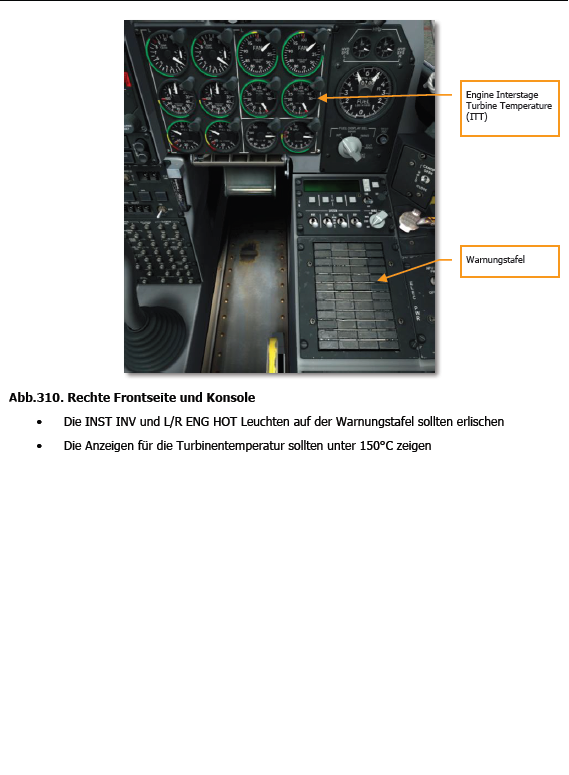 Engine Interstage
Turbine Temperature
(ITT)
Warnungstafel
Abb.310. Rechte Frontseite und Konsole
• Die INST INV und L/R ENG HOT Leuchten auf der Warnungstafel sollten erlischen
• Die Anzeigen für die Turbinentemperatur sollten unter 150°C zeigen